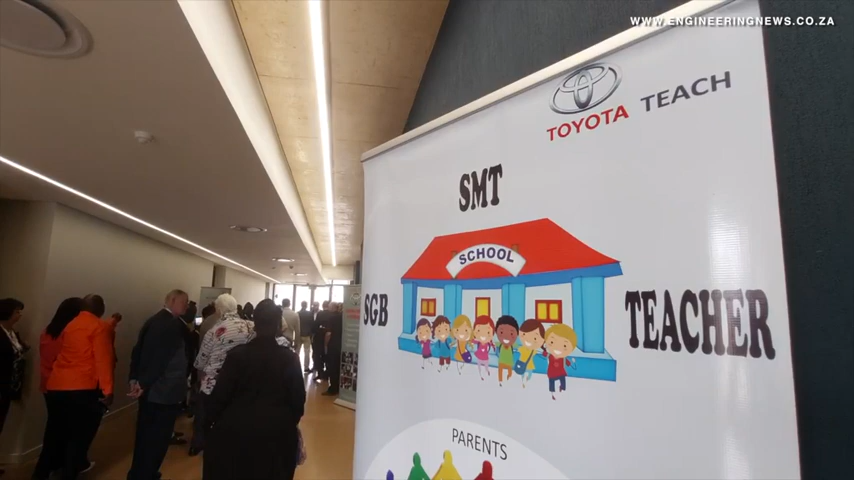 WWW.ENGINEERINGNEWS.CO.ZA
TOYOTA TEACH
SMT
SCHOOL
SGB
TEACHER
PARENTS